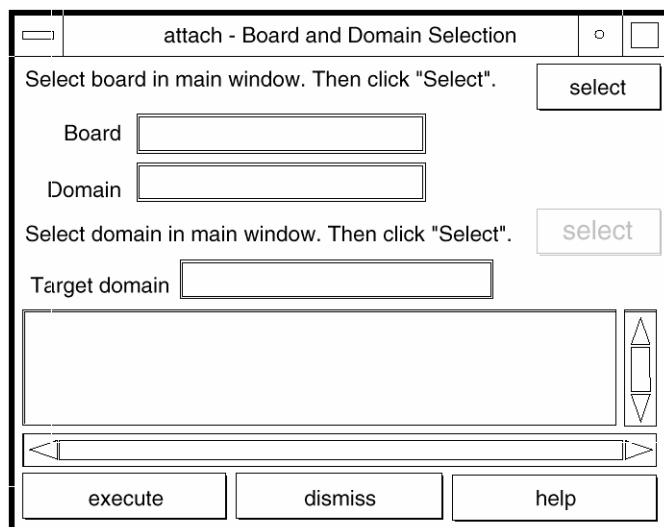 attach - Board and Domain Selection
Select board in main window. Then click "Select".
select
Board
Domain
Select domain in main window. Then click "Select".
select
Target domain
execute
dismiss
help